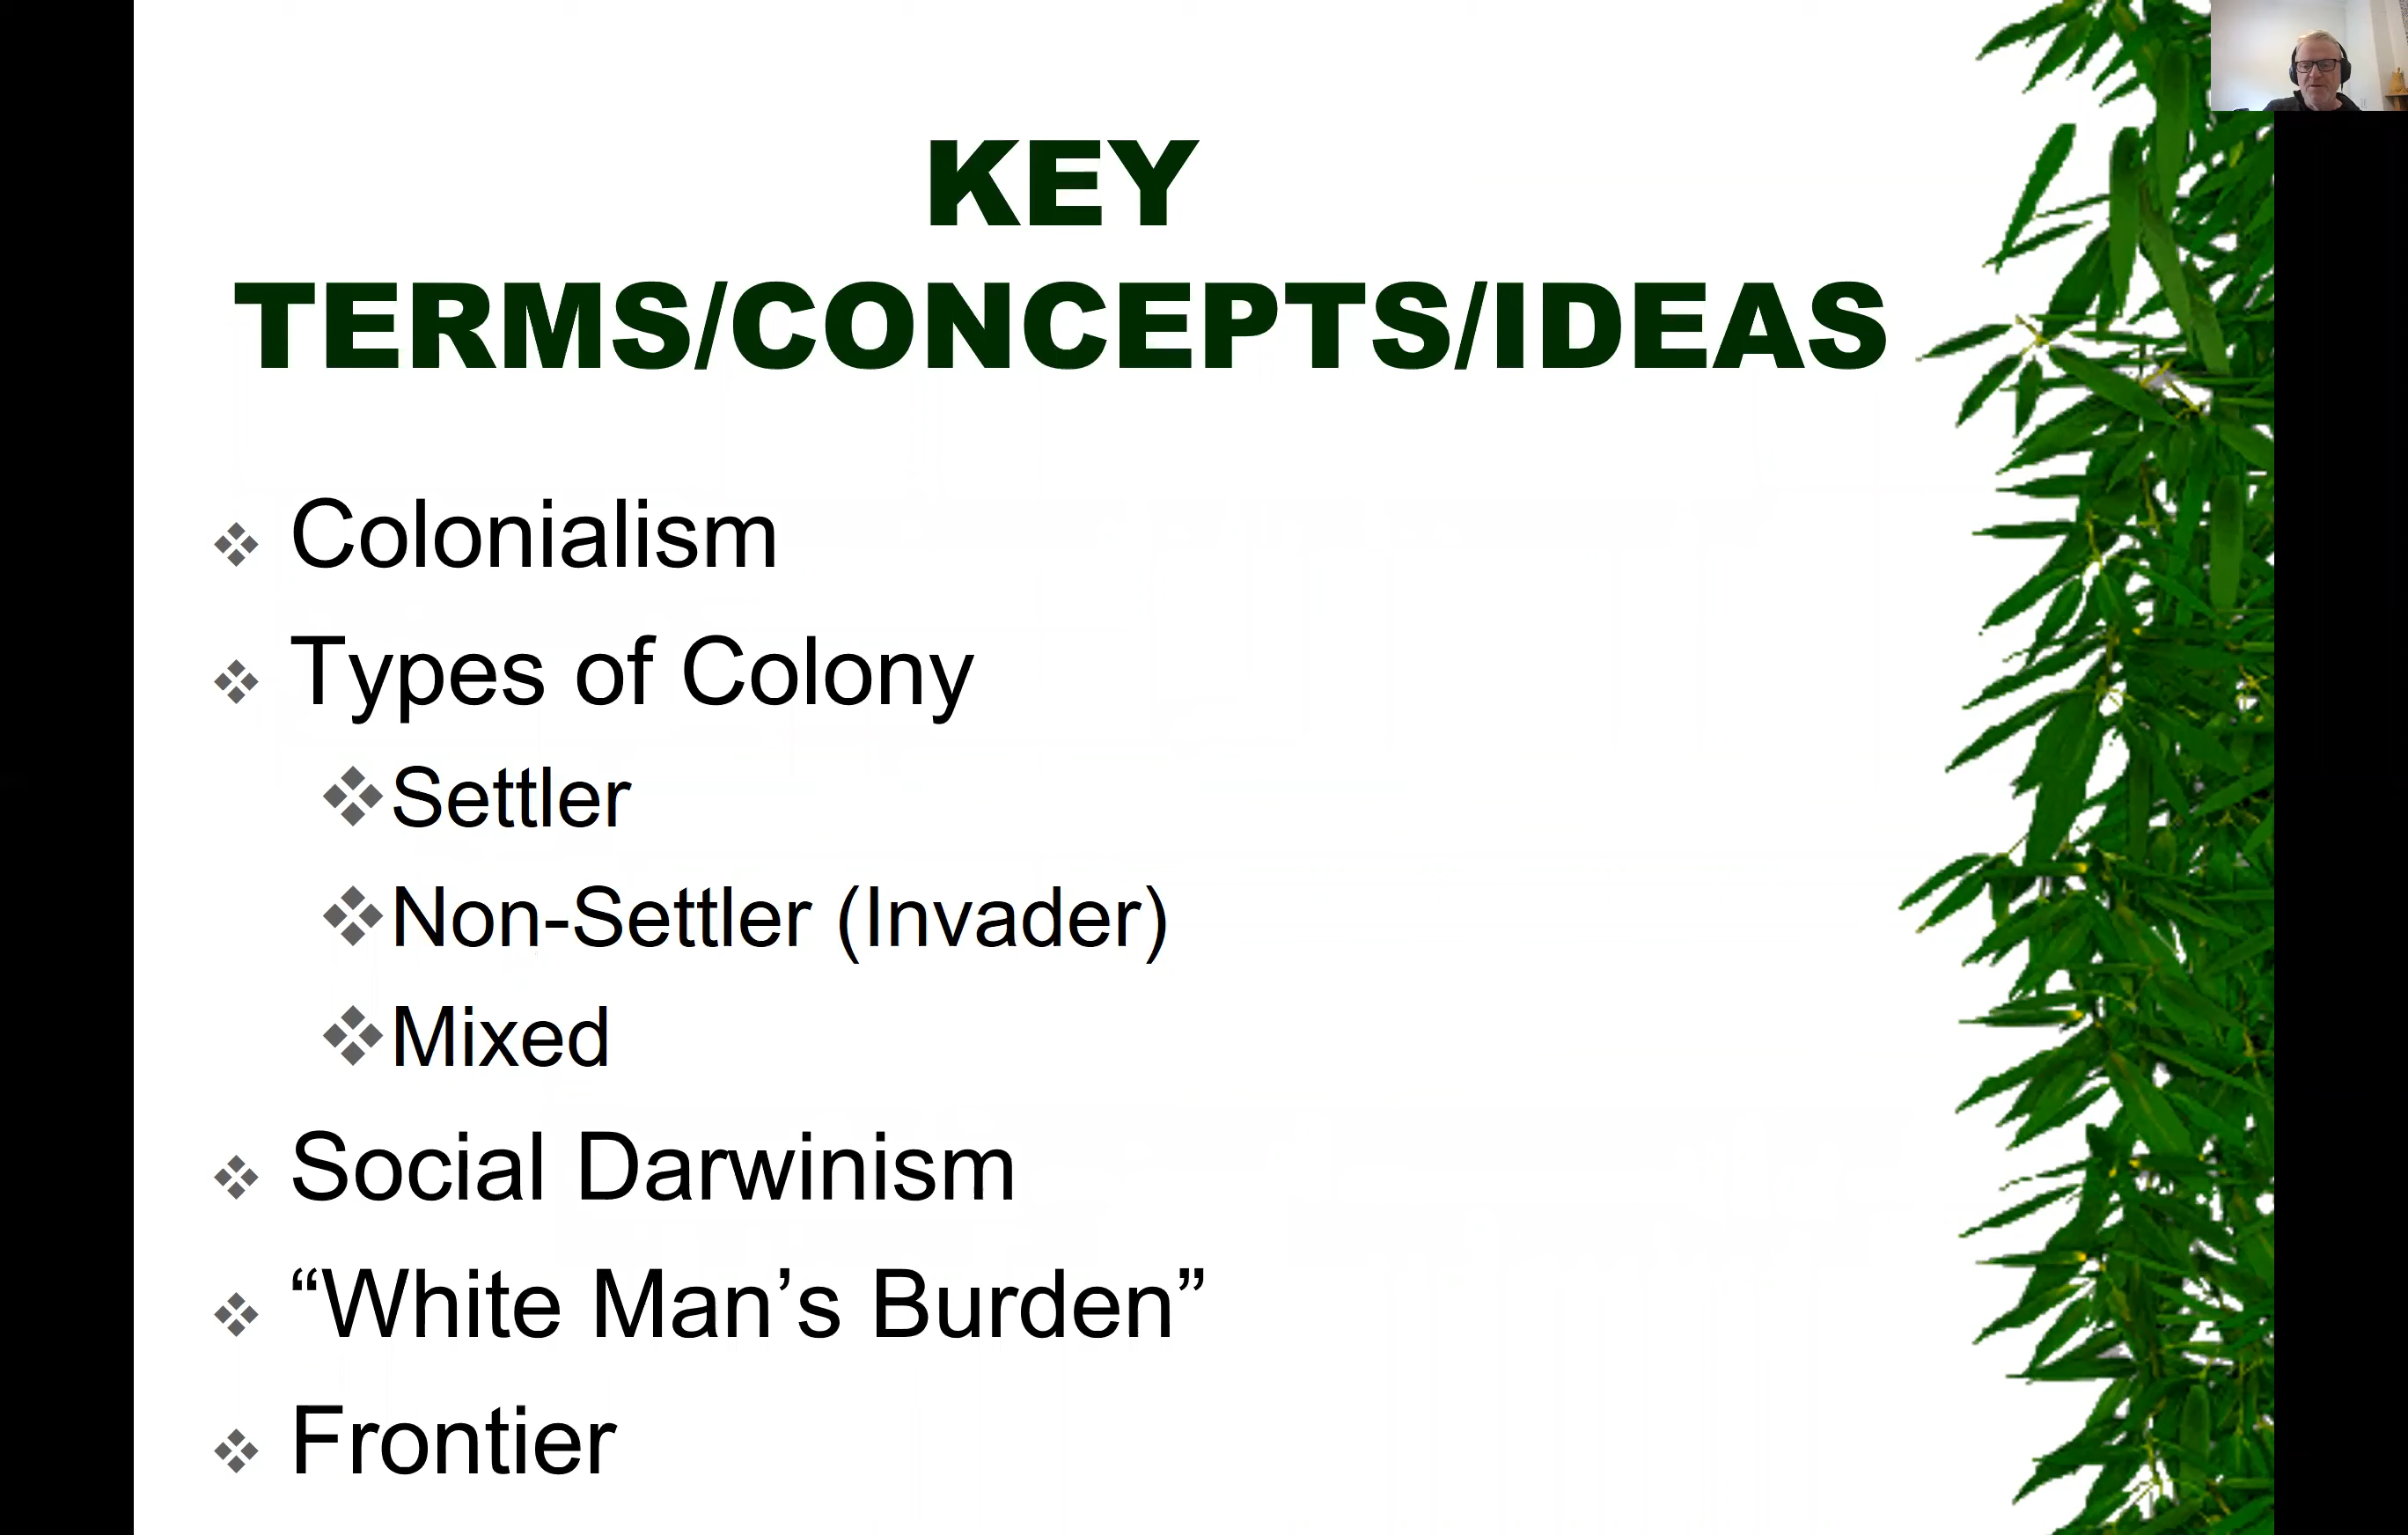 KEY
TERMS/CONCEPTS/IDEAS
Colonialism
Types of Colony
Settler
Non-Settler (Invader)
Mixed
Social Darwinism
“White Man’s Burden”
Frontier